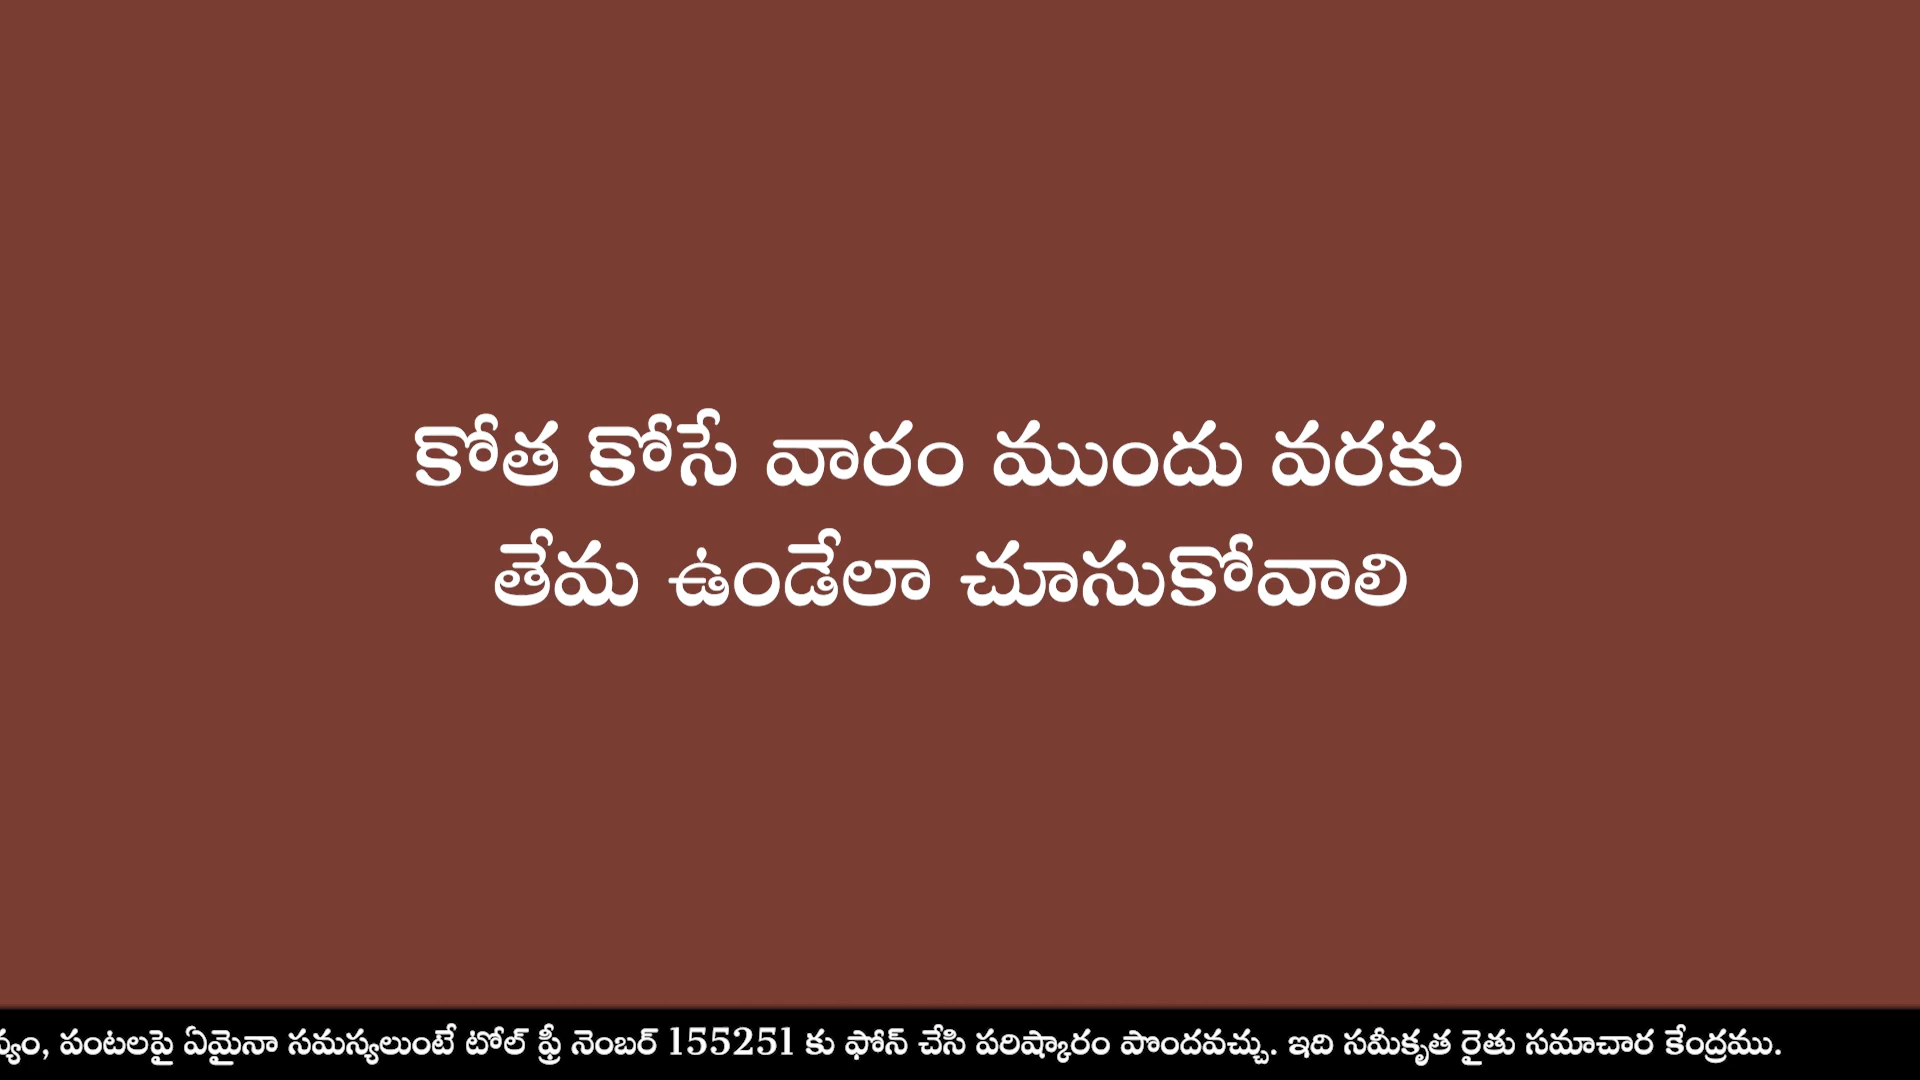 కోత కోసే వారం ముందు వరకు
తేమ ఉండేలా చూసుకోవాలి
పంటలపై ఏమైనా సమస్యలుంటే టోల్ ఫ్రీ నెంబర్ 155251 కు ఫోన్ చేసి పరిష్కారం పొందవచ్చు. ఇది సమీకృత రైతు సమాచార కేంద్రము.